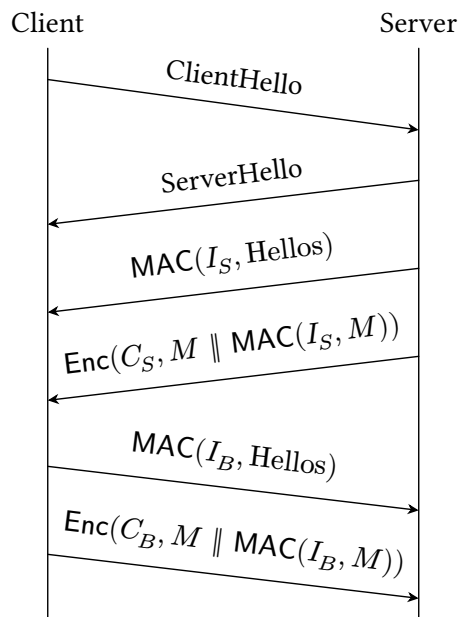 Client Server
ClientHello
ServerHello
MAC(I_S, Hellos)
Enc(C_S, M ∥ MAC(I_S, M))
MAC(I_B, Hellos)
Enc(C_B, M ∥ MAC(I_B, M))